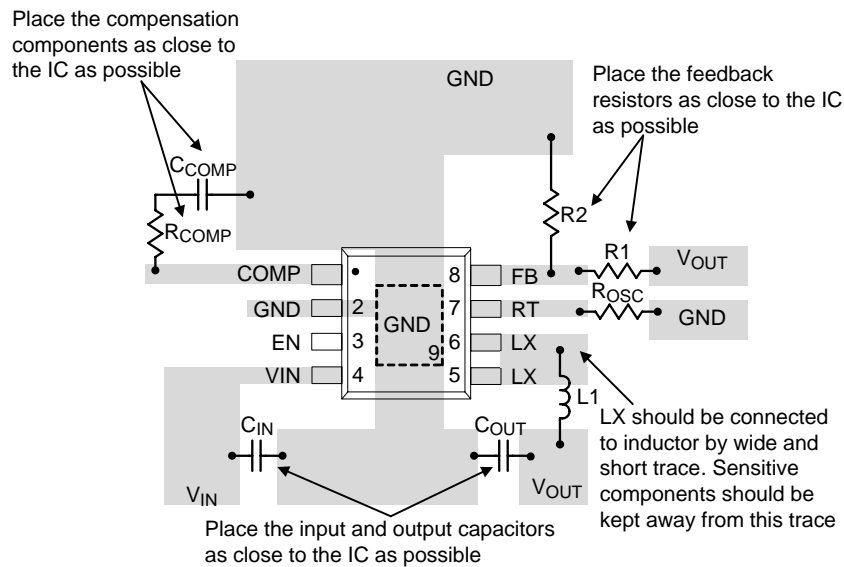 Place the compensation
components as close to
the IC as possible
GND
Place the feedback
resistors as close to the IC
as possible
CCOMP
RCOMP
R2
R1
VOUT
ROSC
GND
COMP
8 FB
GND 2
7 RT
GND
9
EN 3
6 LX
VIN 4
5 LX
L1
LX should be connected
to inductor by wide and
short trace. Sensitive
components should be
kept away from this trace
CIN
COUT
VIN
VOUT
Place the input and output capacitors
as close to the IC as possible